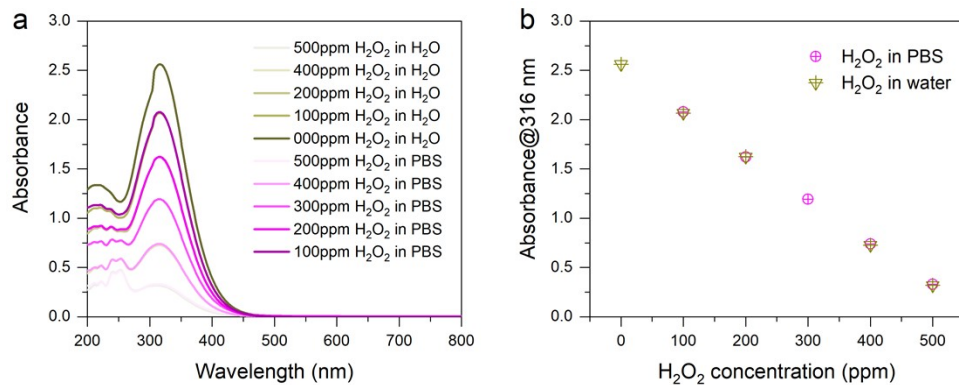 a
3.0
2.5
2.0
1.5
1.0
0.5
0.0
Absorbance
200 300 400 500 600 700 800
Wavelength (nm)
500ppm H₂O₂ in H₂O
400ppm H₂O₂ in H₂O
200ppm H₂O₂ in H₂O
100ppm H₂O₂ in H₂O
000ppm H₂O₂ in H₂O
500ppm H₂O₂ in PBS
400ppm H₂O₂ in PBS
300ppm H₂O₂ in PBS
200ppm H₂O₂ in PBS
100ppm H₂O₂ in PBS
b
3.0
2.5
2.0
1.5
1.0
0.5
0.0
Absorbance@316 nm
0 100 200 300 400 500
H₂O₂ concentration (ppm)
H₂O₂ in PBS
H₂O₂ in water